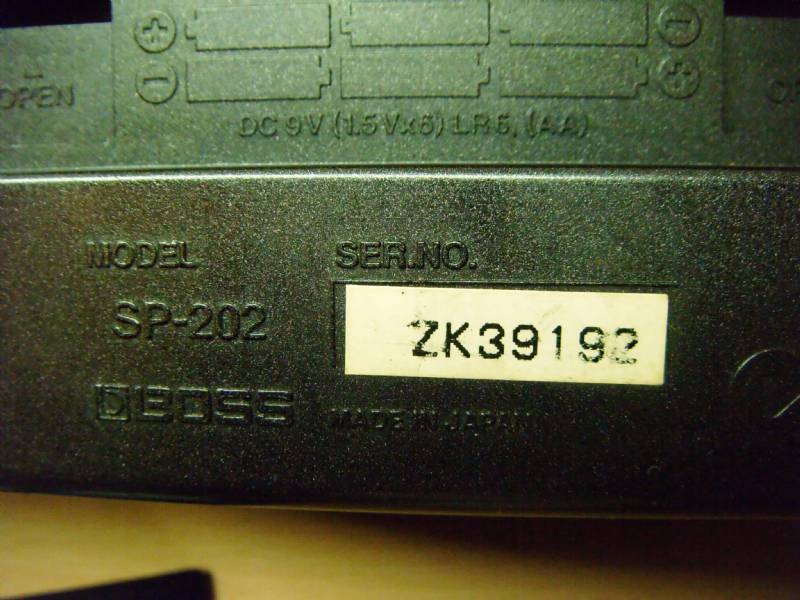 OPEN
DC 9V (1.5V×6) LR6, (AA)
MODEL
SER.NO.
SP-202
ZK39192
BOSS
MADE IN JAPAN